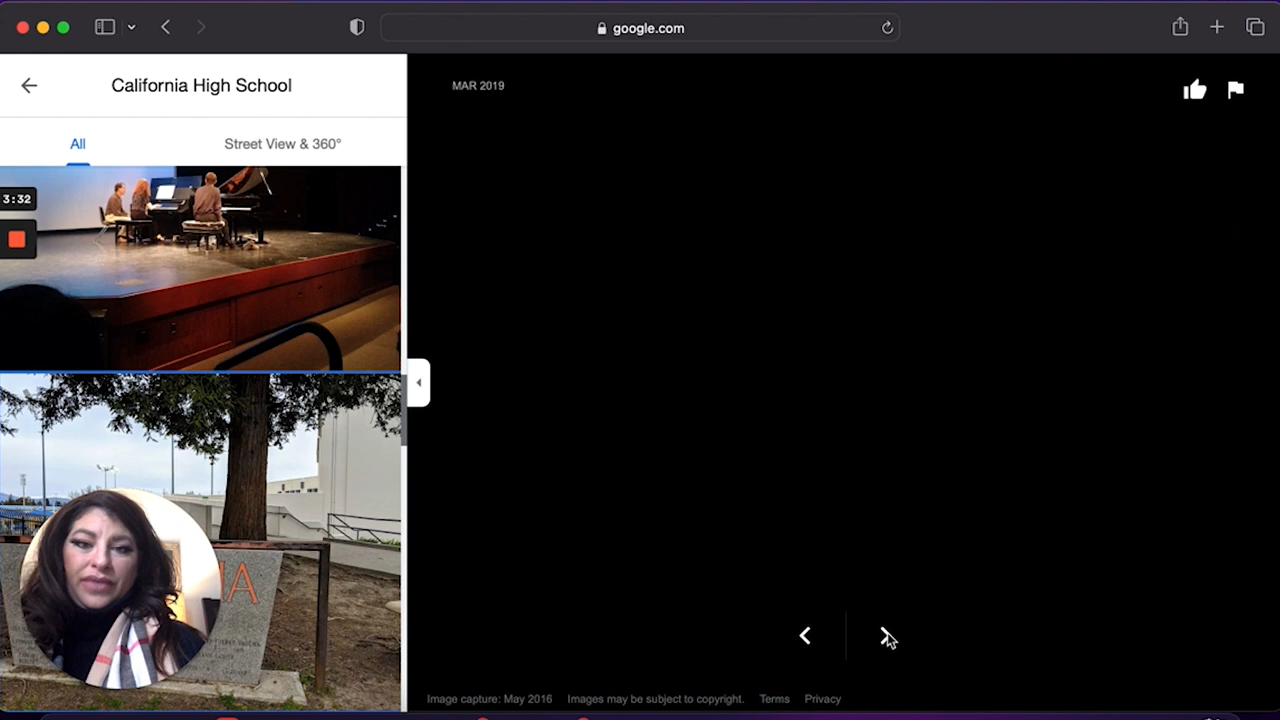 google.com
California High School
All
Street View & 360°
3:32
MAR 2019
IA
Image capture: May 2016 Images may be subject to copyright. Terms Privacy